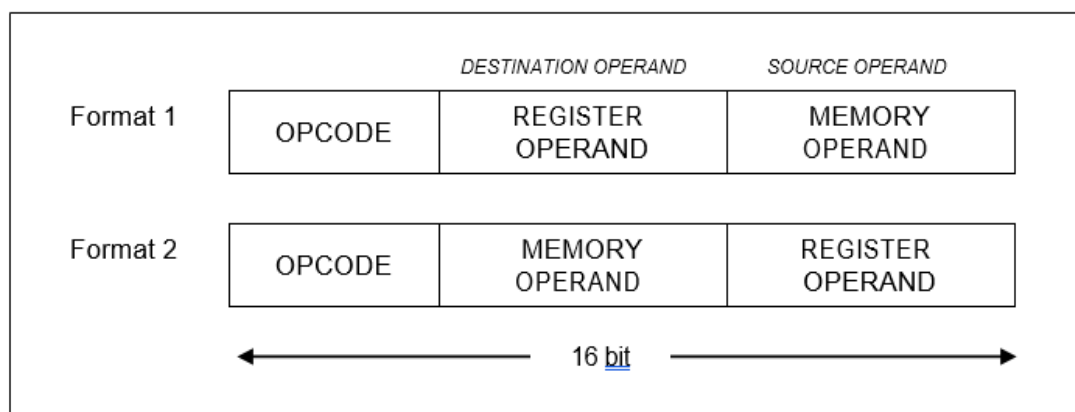 DESTINATION OPERAND SOURCE OPERAND
Format 1
OPCODE
REGISTER
OPERAND
MEMORY
OPERAND
Format 2
OPCODE
MEMORY
OPERAND
REGISTER
OPERAND
16 bit